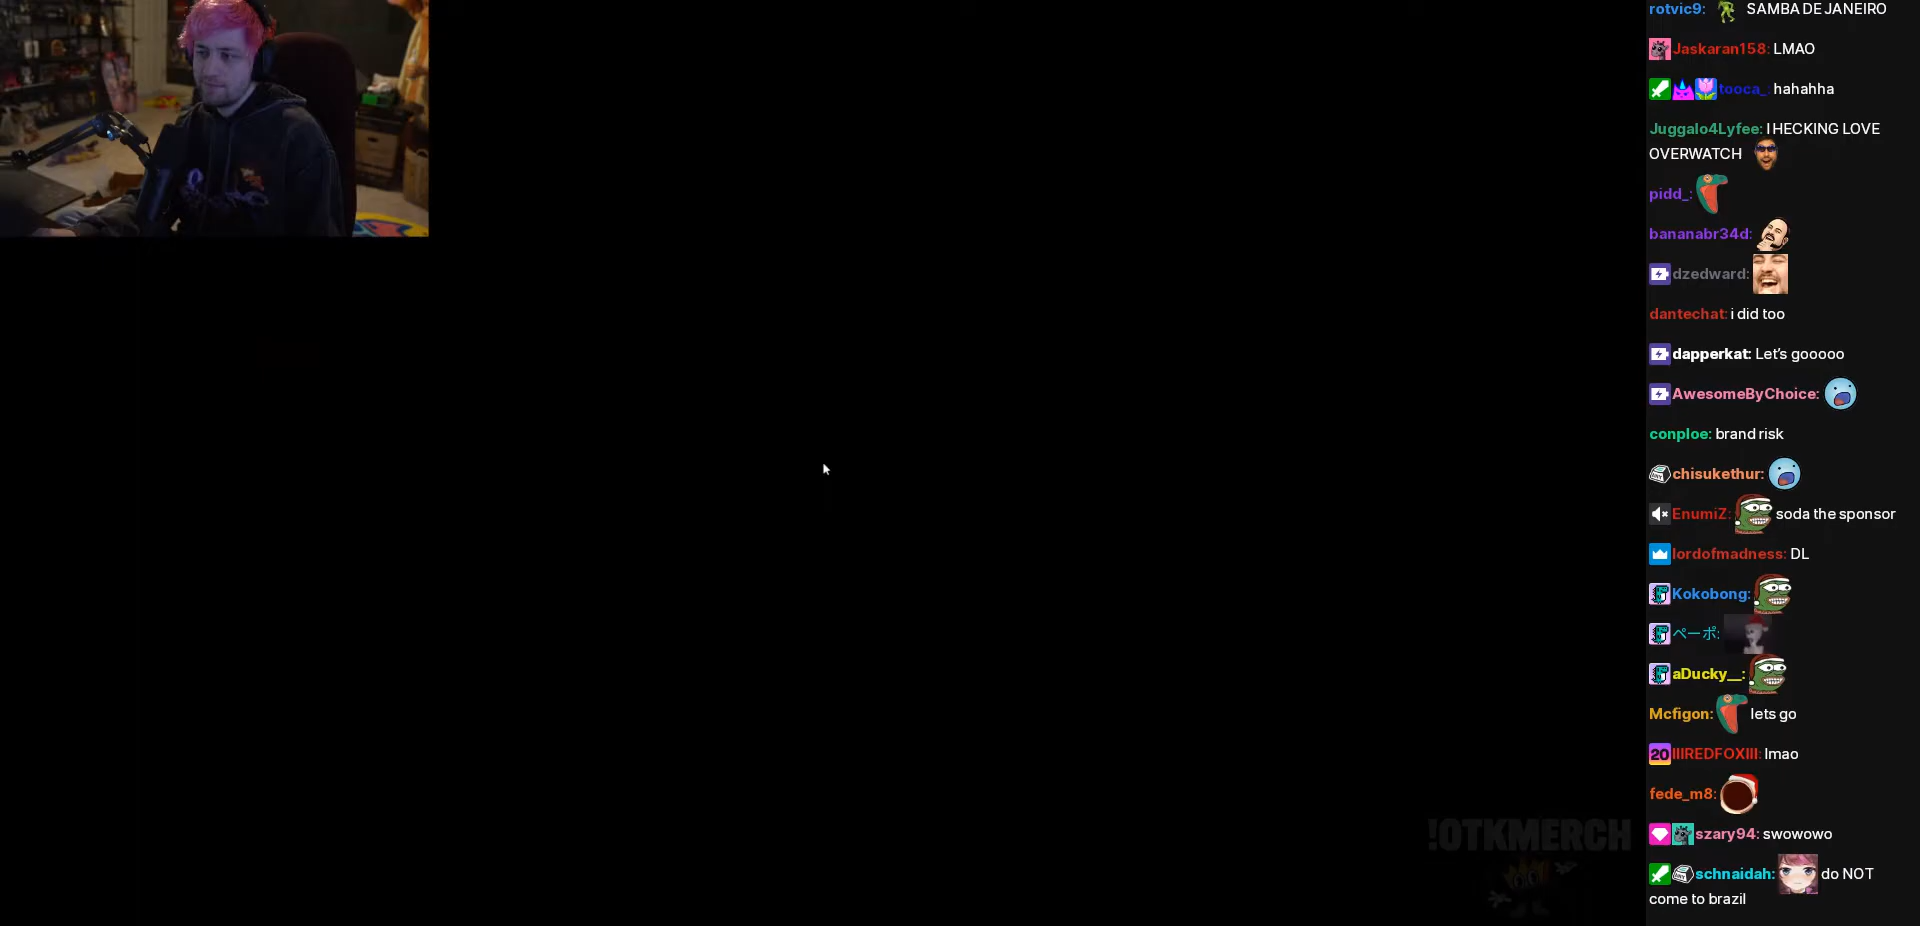 rotvic9: SAMBA DE JANEIRO
Jaskaran158: LMAO
tooca_: hahahha
Juggalo4Lyfee: I HECKING LOVE
OVERWATCH
pidd_:
bananabr34d:
dzedward:
dantechat: i did too
dapperkat: Let's gooooo
AwesomeByChoice:
conploe: brand risk
chisukethur:
EnumiZ: soda the sponsor
lordofmadness: DL
Kokobong:
ペーポ:
aDucky__:
Mcfigon: lets go
20 IIIREDFOXIII: lmao
fede_m8:
!OTKMERCH
szary94: swowowo
schnaidah: do NOT
come to brazil